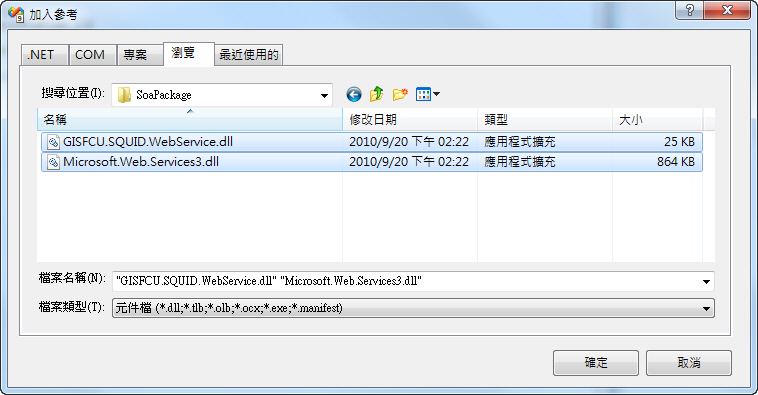 加入參考
.NET COM 專案 瀏覽 最近使用的
搜尋位置(I): SoaPackage
名稱 修改日期 類型 大小
GISFCU.SQUID.WebService.dll 2010/9/20 下午 02:22 應用程式擴充 25 KB
Microsoft.Web.Services3.dll 2010/9/20 下午 02:22 應用程式擴充 864 KB
檔案名稱(N): "GISFCU.SQUID.WebService.dll" "Microsoft.Web.Services3.dll"
檔案類型(T): 元件檔 (*.dll;*.tlb;*.olb;*.ocx;*.exe;*.manifest)
確定 取消